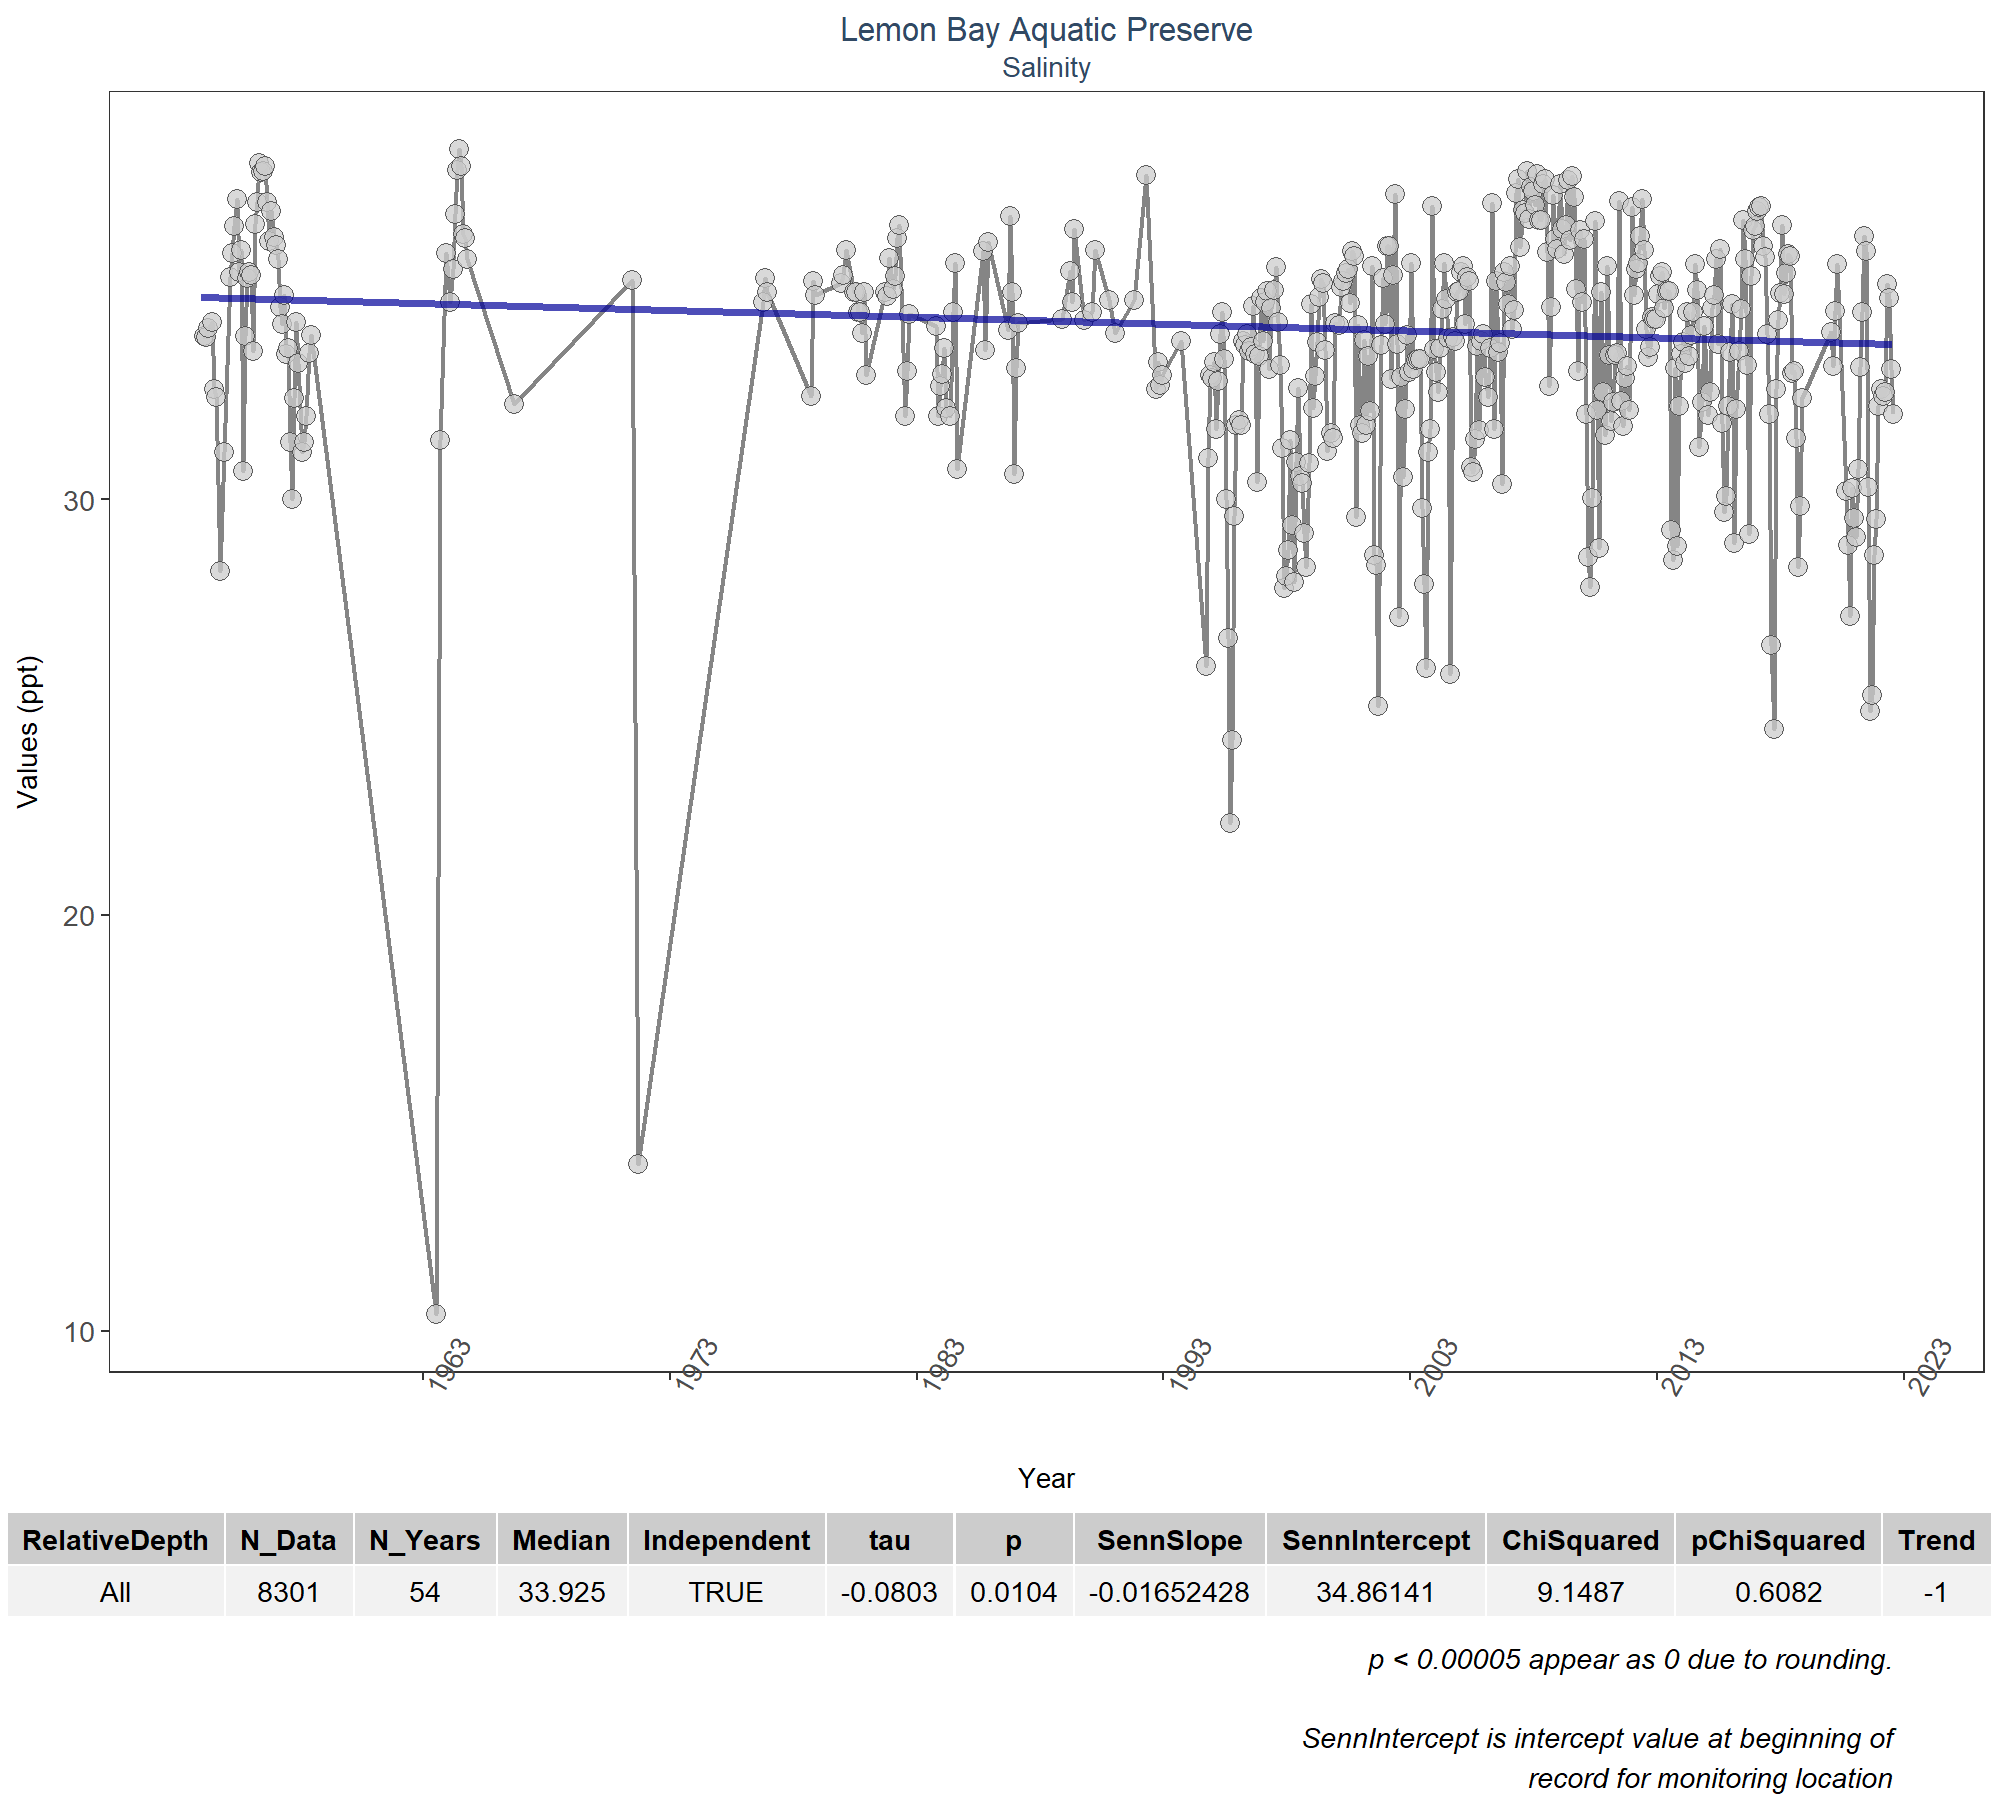 Lemon Bay Aquatic Preserve
Salinity
Values (ppt)
30
20
10
1963 1973 1983 1993 2003 2013 2023
Year
RelativeDepth N_Data N_Years Median Independent tau p SennSlope SennIntercept ChiSquared pChiSquared Trend
All 8301 54 33.925 TRUE -0.0803 0.0104 -0.01652428 34.86141 9.1487 0.6082 -1
p < 0.00005 appear as 0 due to rounding.
SennIntercept is intercept value at beginning of
record for monitoring location